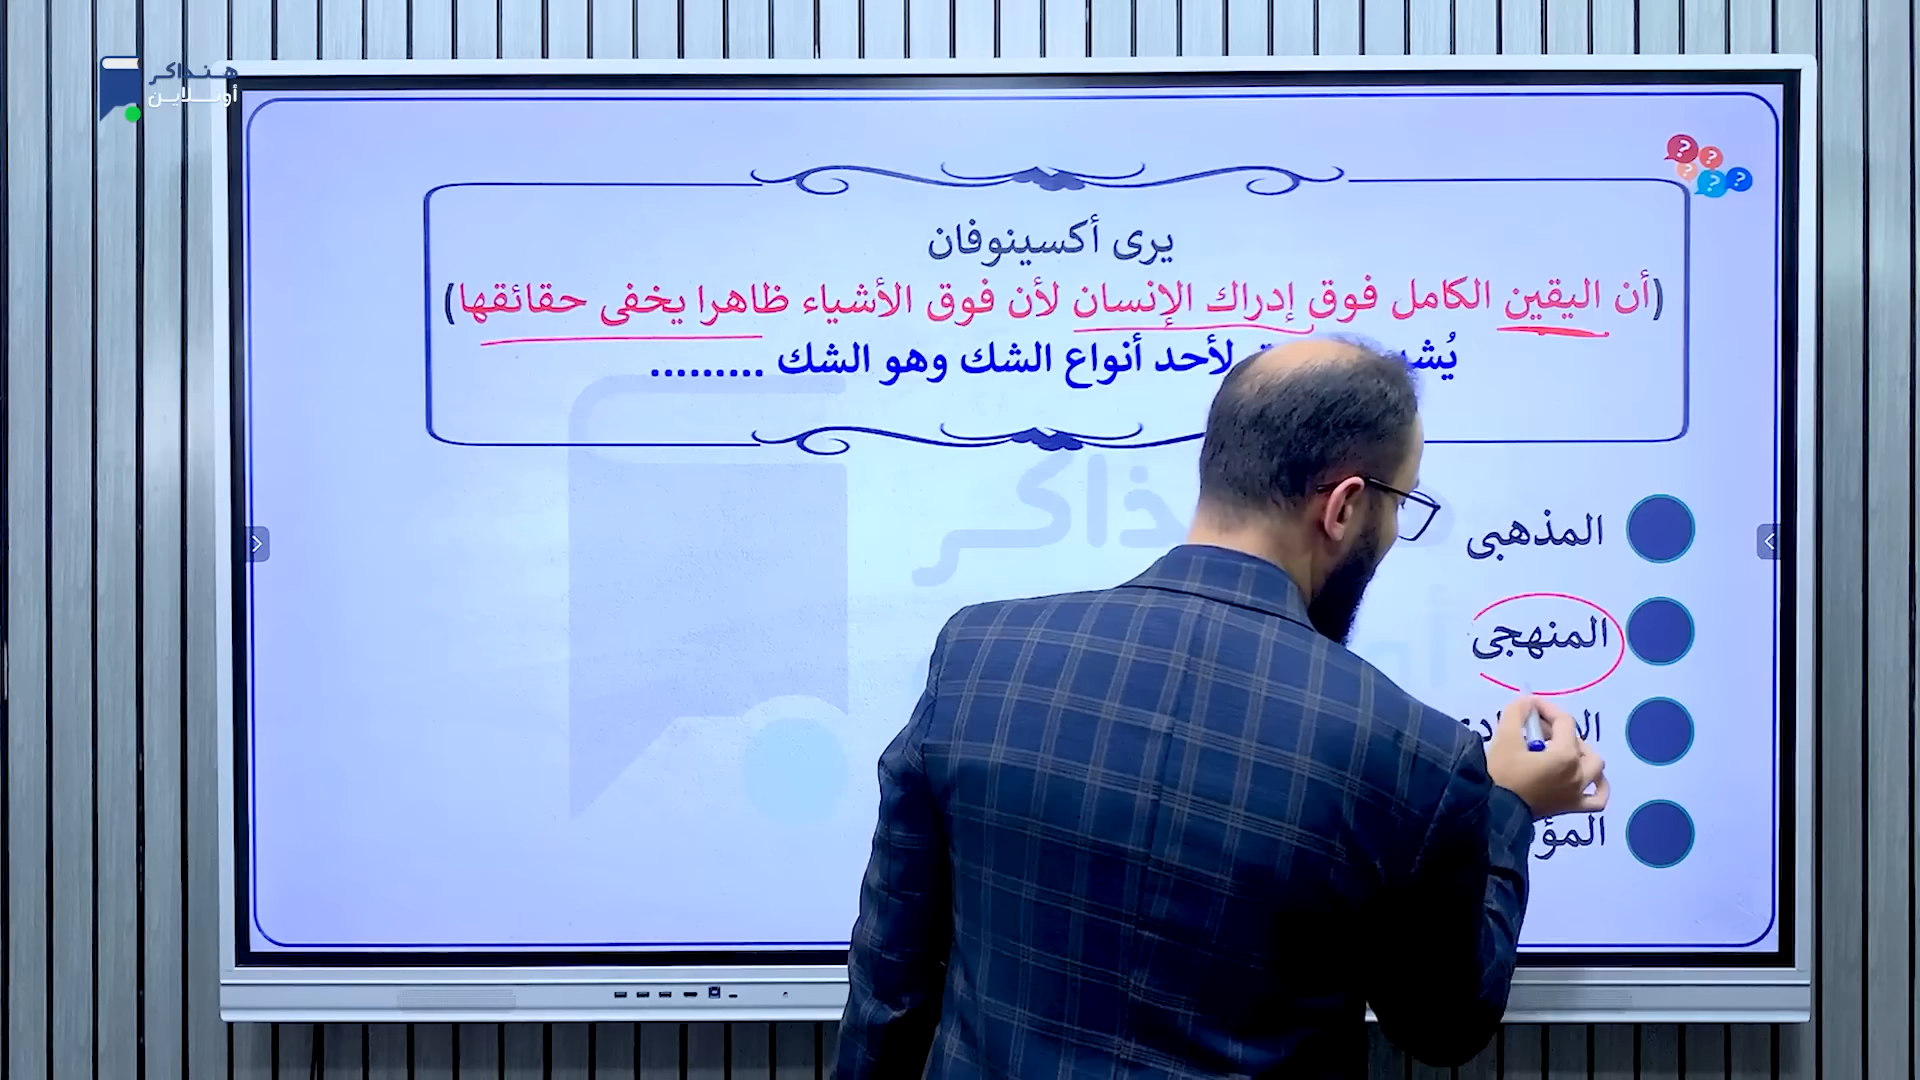 هنذاكر
أونلاين
يرى أكسينوفان
(أن اليقين الكامل فوق إدراك الإنسان لأن فوق الأشياء ظاهرا يخفى حقائقها)
لأحد أنواع الشك وهو الشك .........
المذهبى
المنهجى